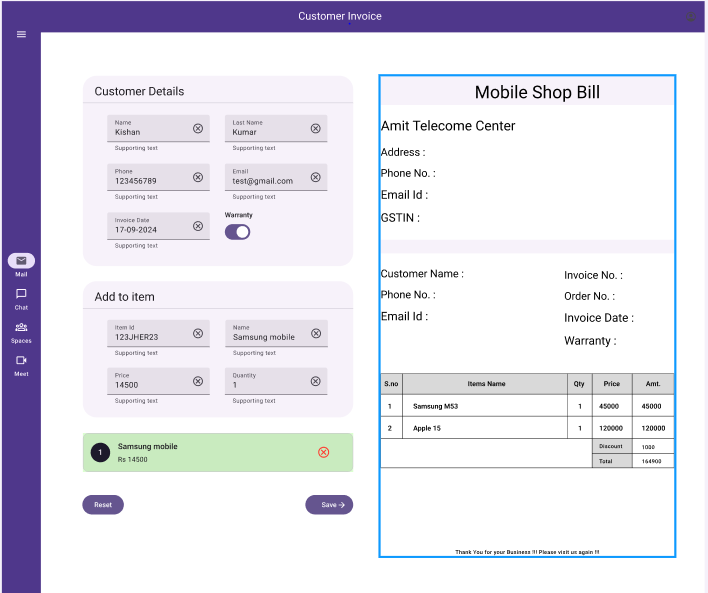 Customer Invoice
Mail
Chat
Spaces
Meet
Customer Details
Name
Kishan
Supporting text
Last Name
Kumar
Supporting text
Phone
123456789
Supporting text
Email
test@gmail.com
Supporting text
Invoice Date
17-09-2024
Supporting text
Warranty
Add to item
Item Id
123JHER23
Supporting text
Name
Samsung mobile
Supporting text
Price
14500
Supporting text
Quantity
1
Supporting text
1
Samsung mobile
Rs 14500
Reset
Save
Mobile Shop Bill
Amit Telecome Center
Address :
Phone No. :
Email Id :
GSTIN :
Customer Name :
Phone No. :
Email Id :
Invoice No. :
Order No. :
Invoice Date :
Warranty :
S.no Items Name Qty Price Amt.
1 Samsung M53 1 45000 45000
2 Apple 15 1 120000 120000
Discount 1000
Total 164900
Thank You for your Business !!! Please visit us again !!!